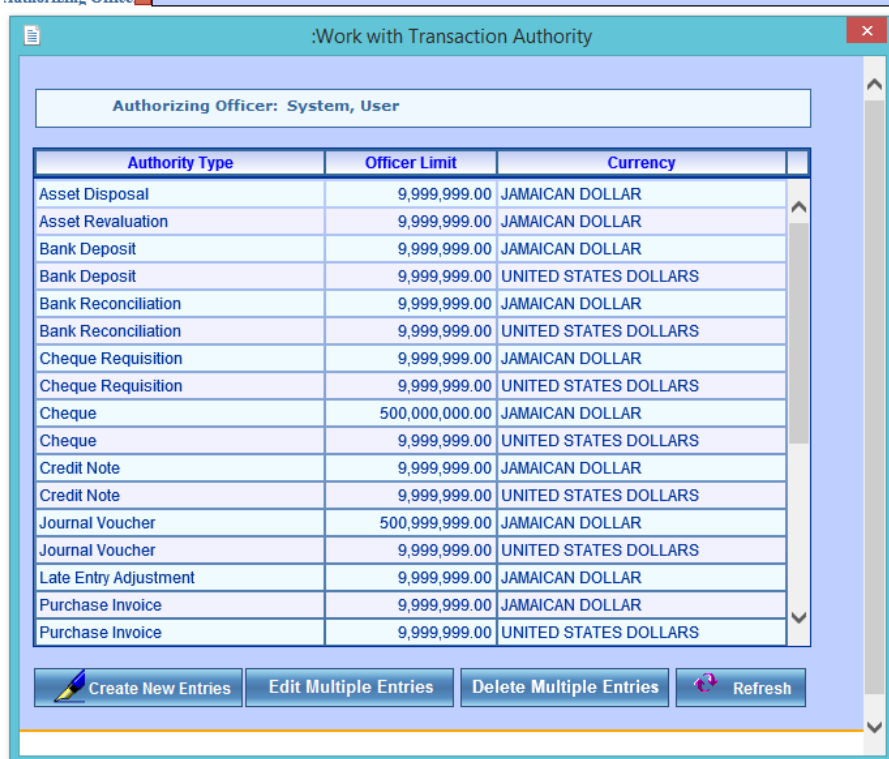 Authorizing Office
:Work with Transaction Authority
Authorizing Officer: System, User
Authority Type Officer Limit Currency
Asset Disposal 9,999,999.00 JAMAICAN DOLLAR
Asset Revaluation 9,999,999.00 JAMAICAN DOLLAR
Bank Deposit 9,999,999.00 JAMAICAN DOLLAR
Bank Deposit 9,999,999.00 UNITED STATES DOLLARS
Bank Reconciliation 9,999,999.00 JAMAICAN DOLLAR
Bank Reconciliation 9,999,999.00 UNITED STATES DOLLARS
Cheque Requisition 9,999,999.00 JAMAICAN DOLLAR
Cheque Requisition 9,999,999.00 UNITED STATES DOLLARS
Cheque 500,000,000.00 JAMAICAN DOLLAR
Cheque 9,999,999.00 UNITED STATES DOLLARS
Credit Note 9,999,999.00 JAMAICAN DOLLAR
Credit Note 9,999,999.00 UNITED STATES DOLLARS
Journal Voucher 500,999,999.00 JAMAICAN DOLLAR
Journal Voucher 9,999,999.00 UNITED STATES DOLLARS
Late Entry Adjustment 9,999,999.00 JAMAICAN DOLLAR
Purchase Invoice 9,999,999.00 JAMAICAN DOLLAR
Purchase Invoice 9,999,999.00 UNITED STATES DOLLARS
Create New Entries Edit Multiple Entries Delete Multiple Entries Refresh